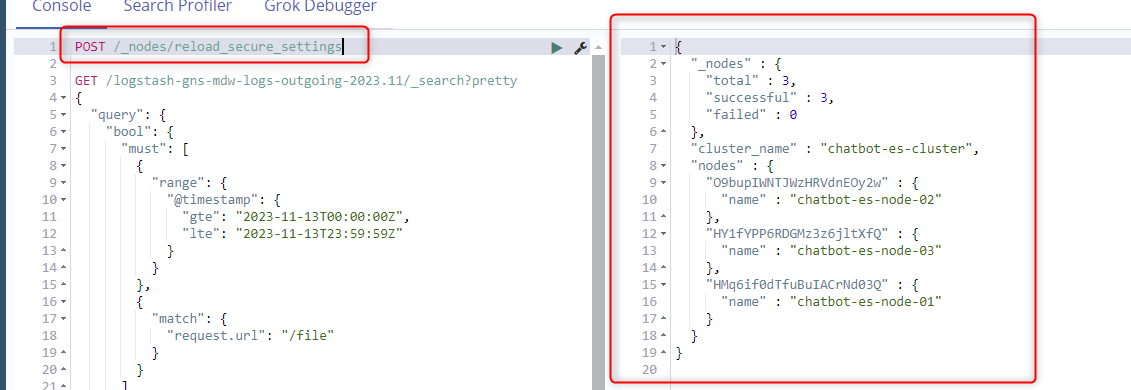 Console Search Profiler Grok Debugger
1 POST /_nodes/reload_secure_settings
2
3 GET /logstash-gns-mdw-logs-outgoing-2023.11/_search?pretty
4 {
5 "query": {
6 "bool": {
7 "must": [
8 {
9 "range": {
10 "@timestamp": {
11 "gte": "2023-11-13T00:00:00Z",
12 "lte": "2023-11-13T23:59:59Z"
13 }
14 }
15 },
16 {
17 "match": {
18 "request.url": "/file"
19 }
20 }
21 ]
1 {
2 "_nodes" : {
3 "total" : 3,
4 "successful" : 3,
5 "failed" : 0
6 },
7 "cluster_name" : "chatbot-es-cluster",
8 "nodes" : {
9 "O9bupIWNTJWzHRVdnEOy2w" : {
10 "name" : "chatbot-es-node-02"
11 },
12 "HY1fYPP6RDGMz3z6jltXfQ" : {
13 "name" : "chatbot-es-node-03"
14 },
15 "HMq6if0dTfuBuIACrNd03Q" : {
16 "name" : "chatbot-es-node-01"
17 }
18 }
19 }
20